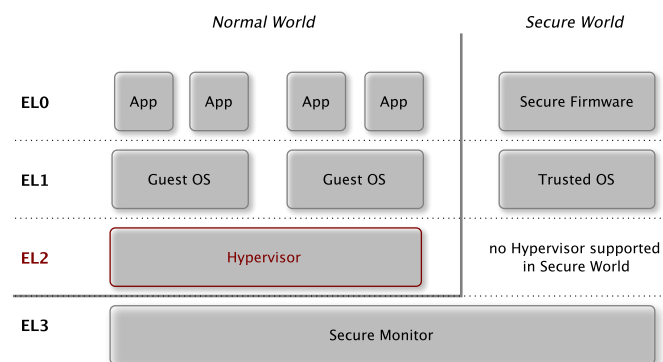 Normal World Secure World
EL0 App App App App Secure Firmware
EL1 Guest OS Guest OS Trusted OS
EL2 Hypervisor no Hypervisor supported
in Secure World
EL3 Secure Monitor